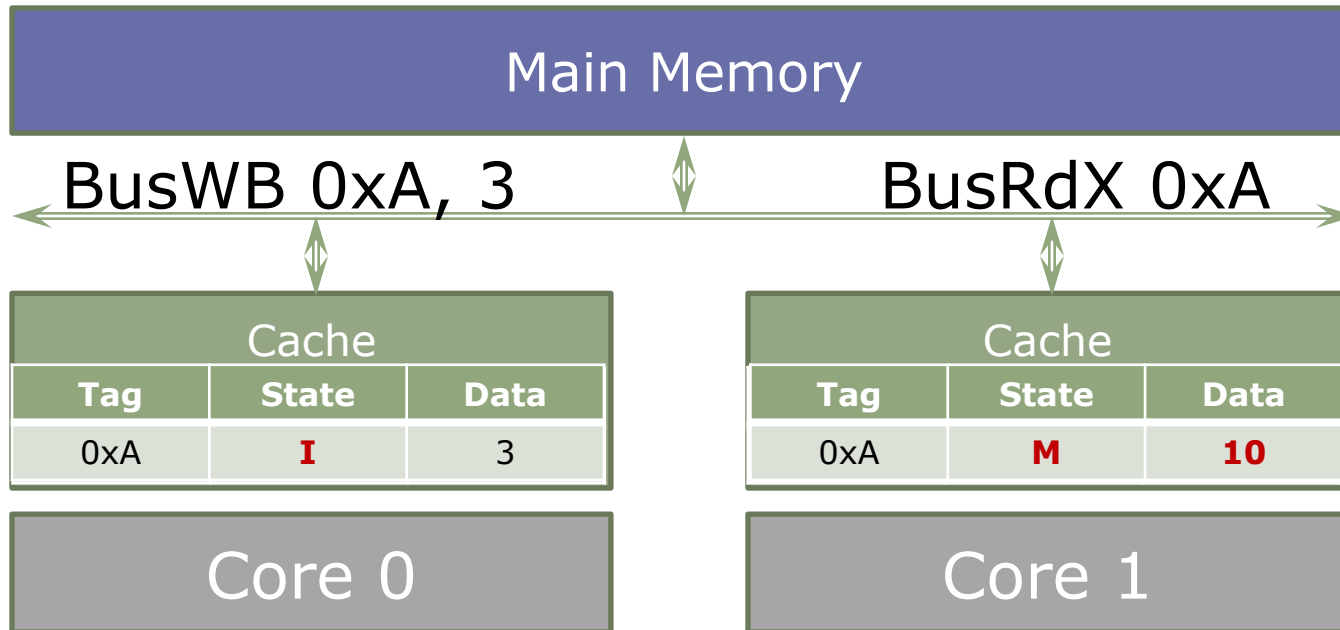 Main Memory
BusWB 0xA, 3 BusRdX 0xA
Cache Cache
Tag State Data Tag State Data
0xA I 3 0xA M 10
Core 0 Core 1